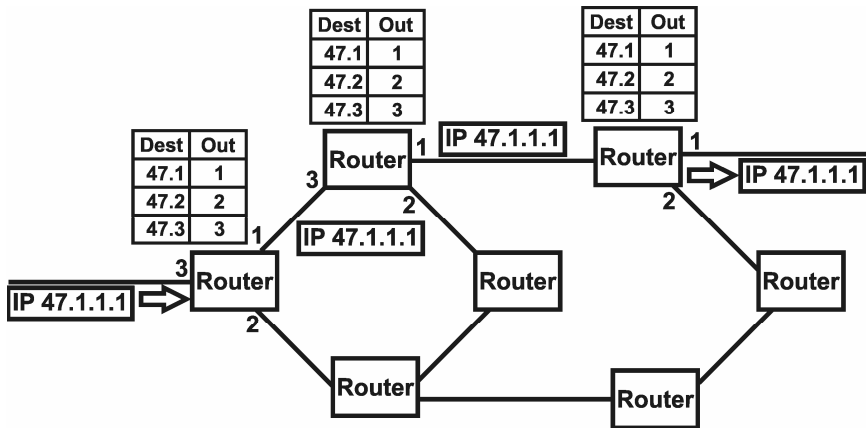 Dest Out
47.1 1
47.2 2
47.3 3
Dest Out
47.1 1
47.2 2
47.3 3
Dest Out
47.1 1
47.2 2
47.3 3
Router
1
3
2
IP 47.1.1.1
Router
1
2
IP 47.1.1.1
IP 47.1.1.1
Router
1
3
2
IP 47.1.1.1
Router
Router
Router
Router